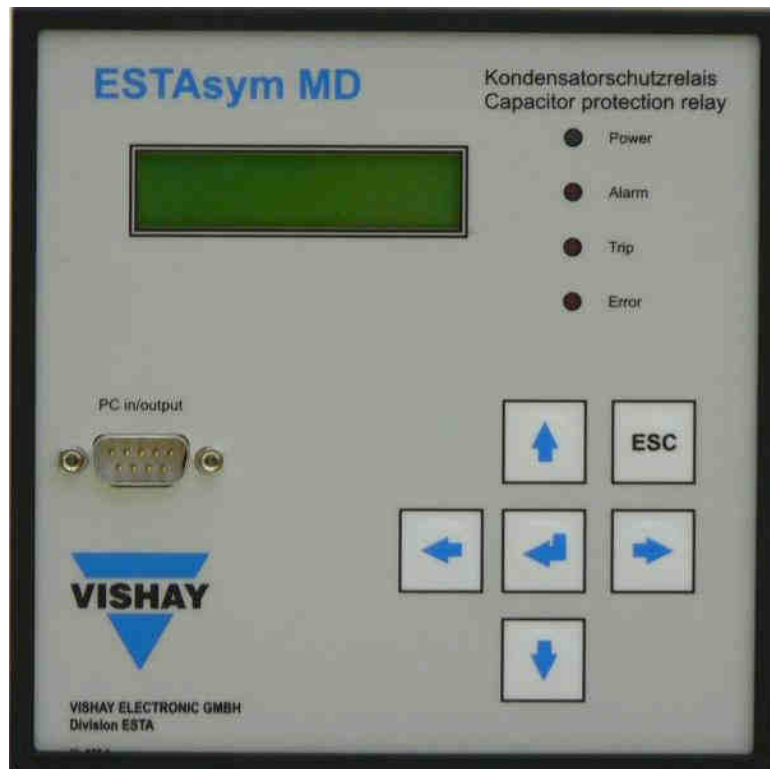 ESTAsym MD
Kondensatorschutzrelais
Capacitor protection relay
Power
Alarm
Trip
Error
PC in/output
ESC
VISHAY
VISHAY ELECTRONIC GMBH
Division ESTA